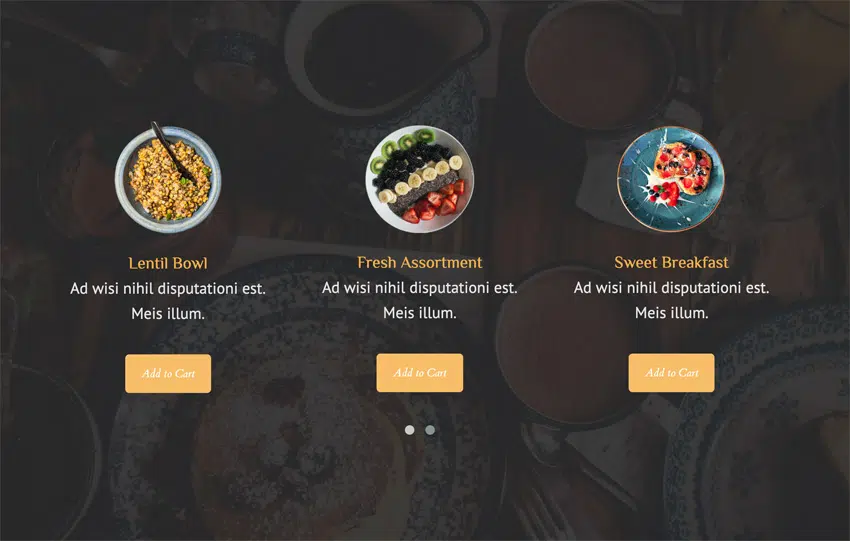 Lentil Bowl
Ad wisi nihil disputationi est.
Meis illum.
Add to Cart
Fresh Assortment
Ad wisi nihil disputationi est.
Meis illum.
Add to Cart
Sweet Breakfast
Ad wisi nihil disputationi est.
Meis illum.
Add to Cart